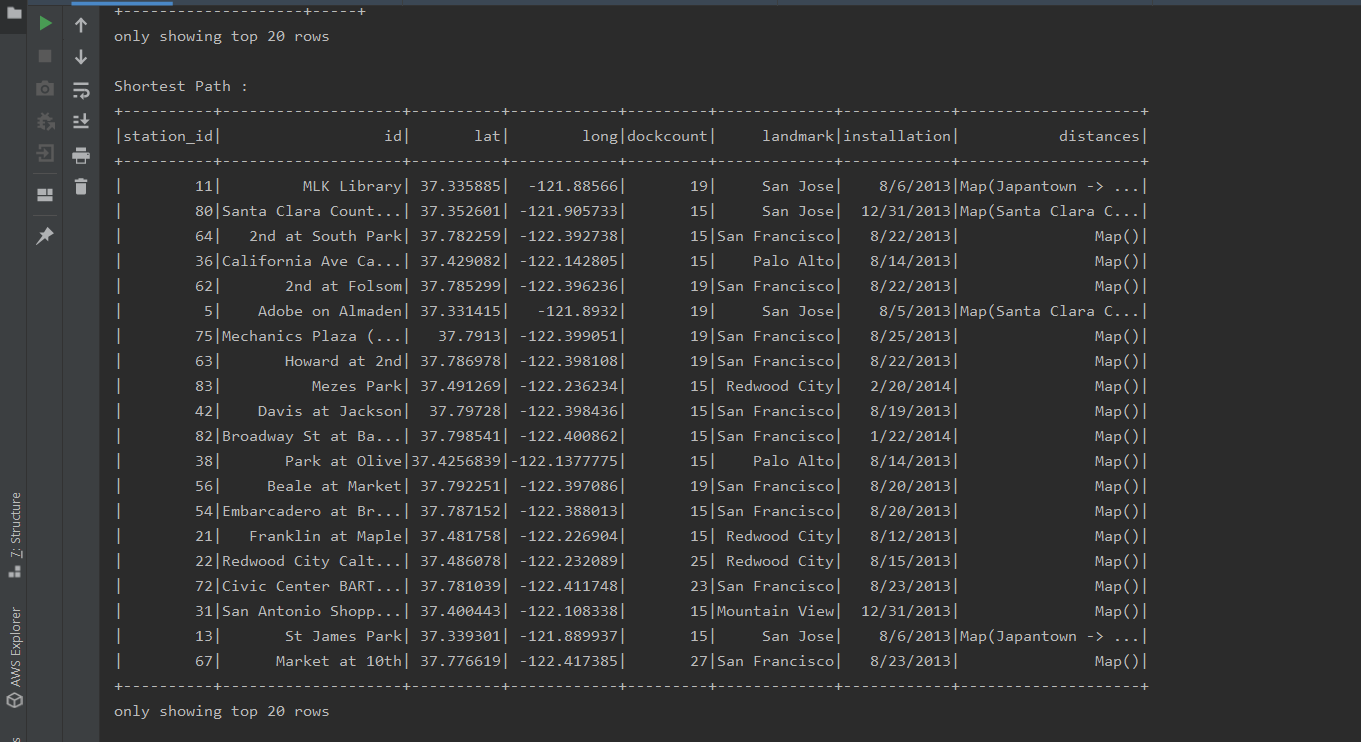 +--------------------+-----+
only showing top 20 rows
Shortest Path :
+----------+--------------------+----------+------------+---------+-------------+------------+--------------------+
|station_id|                  id|       lat|        long|dockcount|     landmark|installation|           distances|
+----------+--------------------+----------+------------+---------+-------------+------------+--------------------+
|        11|         MLK Library| 37.335885|  -121.88566|       19|     San Jose|    8/6/2013|Map(Japantown -> ...|
|        80|Santa Clara Count...| 37.352601| -121.905733|       15|     San Jose|  12/31/2013|Map(Santa Clara C...|
|        64|   2nd at South Park| 37.782259| -122.392738|       15|San Francisco|   8/22/2013|               Map()|
|        36|California Ave Ca...| 37.429082| -122.142805|       15|    Palo Alto|   8/14/2013|               Map()|
|        62|       2nd at Folsom| 37.785299| -122.396236|       19|San Francisco|   8/22/2013|               Map()|
|         5|    Adobe on Almaden| 37.331415|   -121.8932|       19|     San Jose|    8/5/2013|Map(Santa Clara C...|
|        75|Mechanics Plaza (...|   37.7913| -122.399051|       19|San Francisco|   8/25/2013|               Map()|
|        63|       Howard at 2nd| 37.786978| -122.398108|       19|San Francisco|   8/22/2013|               Map()|
|        83|          Mezes Park| 37.491269| -122.236234|       15| Redwood City|   2/20/2014|               Map()|
|        42|    Davis at Jackson|  37.79728| -122.398436|       15|San Francisco|   8/19/2013|               Map()|
|        82|Broadway St at Ba...| 37.798541| -122.400862|       15|San Francisco|   1/22/2014|               Map()|
|        38|       Park at Olive|37.4256839|-122.1377775|       15|    Palo Alto|   8/14/2013|               Map()|
|        56|     Beale at Market| 37.792251| -122.397086|       19|San Francisco|   8/20/2013|               Map()|
|        54|Embarcadero at Br...| 37.787152| -122.388013|       15|San Francisco|   8/20/2013|               Map()|
|        21|   Franklin at Maple| 37.481758| -122.226904|       15| Redwood City|   8/12/2013|               Map()|
|        22|Redwood City Calt...| 37.486078| -122.232089|       25| Redwood City|   8/15/2013|               Map()|
|        72|Civic Center BART...| 37.781039| -122.411748|       23|San Francisco|   8/23/2013|               Map()|
|        31|San Antonio Shopp...| 37.400443| -122.108338|       15|Mountain View|  12/31/2013|               Map()|
|        13|       St James Park| 37.339301| -121.889937|       15|     San Jose|    8/6/2013|Map(Japantown -> ...|
|        67|      Market at 10th| 37.776619| -122.417385|       27|San Francisco|   8/23/2013|               Map()|
+----------+--------------------+----------+------------+---------+-------------+------------+--------------------+
only showing top 20 rows
7: Structure
AWS Explorer